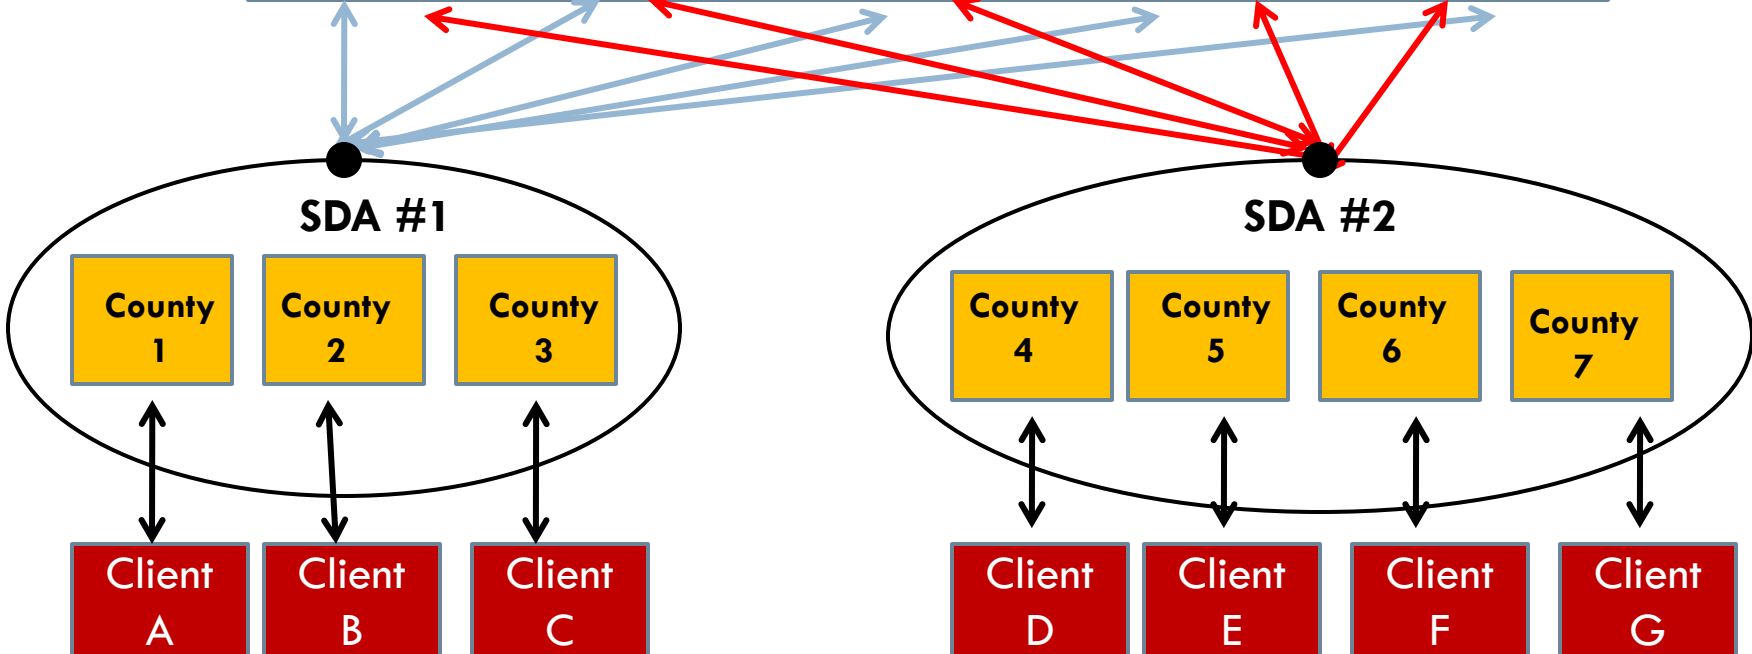 SDA #1
SDA #2
County
1
County
2
County
3
County
4
County
5
County
6
County
7
Client
A
Client
B
Client
C
Client
D
Client
E
Client
F
Client
G